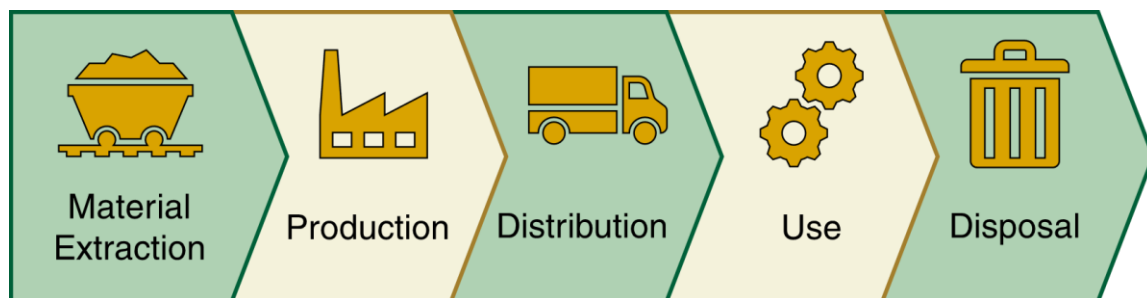 Material
Extraction
Production
Distribution
Use
Disposal